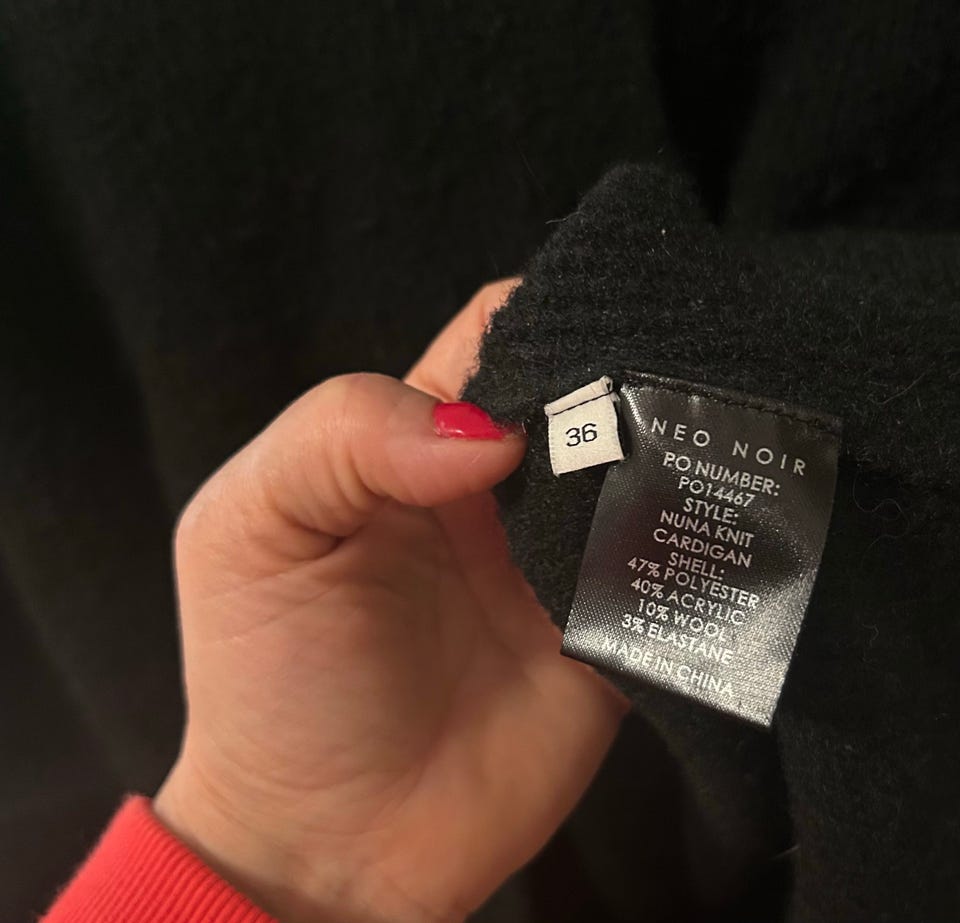 36
NEO NOIR
P.O NUMBER:
PO14467
STYLE:
NUNA KNIT
CARDIGAN
SHELL:
47% POLYESTER
40% ACRYLIC
10% WOOL
3% ELASTANE
MADE IN CHINA